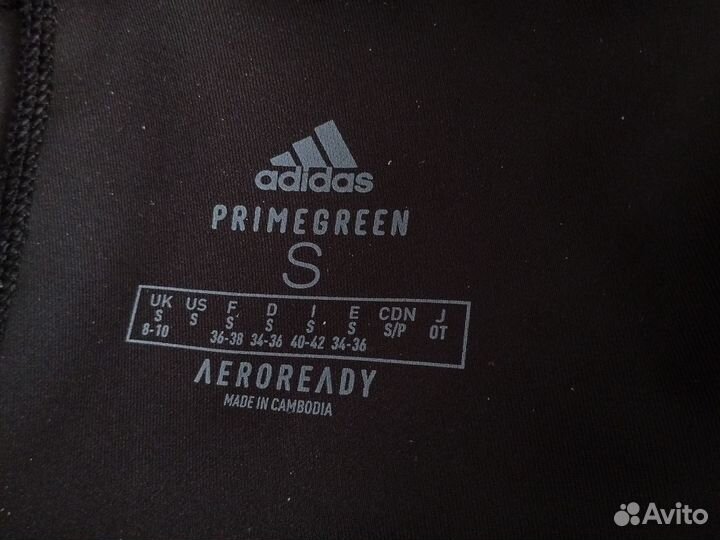 adidas
PRIMEGREEN
S
UK US F D I E CDN J
S S S S S S S/P OT
8-10 36-38 34-36 40-42 34-36
AEROREADY
MADE IN CAMBODIA
Avito